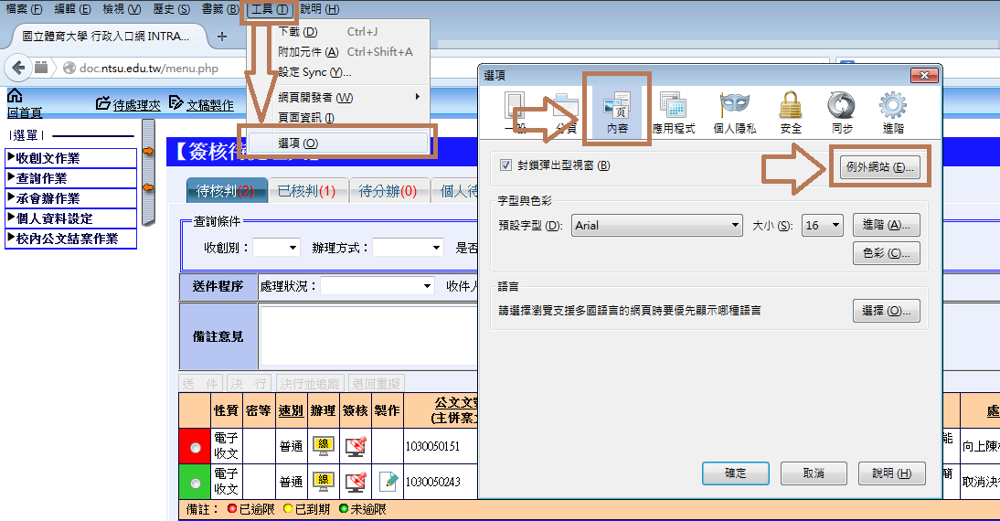 檔案 (F) 編輯 (E) 檢視 (V) 歷史 (S) 書籤 (B) 工具 (T) 說明 (H)
國立體育大學 行政入口網 INTRA...
doc.ntsu.edu.tw/menu.php
下載 (D) Ctrl+J
附加元件 (A) Ctrl+Shift+A
設定 Sync (Y)...
網頁開發者 (W)
頁面資訊 (I)
選項 (O)
回首頁 待處理夾 文稿製作
|選單|
收創文作業
查詢作業
承會辦作業
個人資料設定
校內公文結案作業
【簽核
待核判(2) 已核判(1) 待分辦(0) 個人待
查詢條件
收創別： 辦理方式： 是否
送件程序 處理狀況： 收件人
備註意見
送 件 決 行 決行並追蹤 退回重擬
性質 密等 速別 辦理 簽核 製作 公文文號
(主併案文
電子收文 普通 線 1030050151 向上陳核
電子收文 普通 線 1030050243 取消決行
備註： 已逾限 已到期 未逾限
選項
一般 分頁 內容 應用程式 個人隱私 安全 同步 進階
封鎖彈出型視窗 (B) 例外網站 (E)...
字型與色彩
預設字型 (D): Arial 大小 (S): 16 進階 (A)...
色彩 (C)...
語言
請選擇瀏覽支援多國語言的網頁時要優先顯示哪種語言 選擇 (O)...
確定 取消 說明 (H)